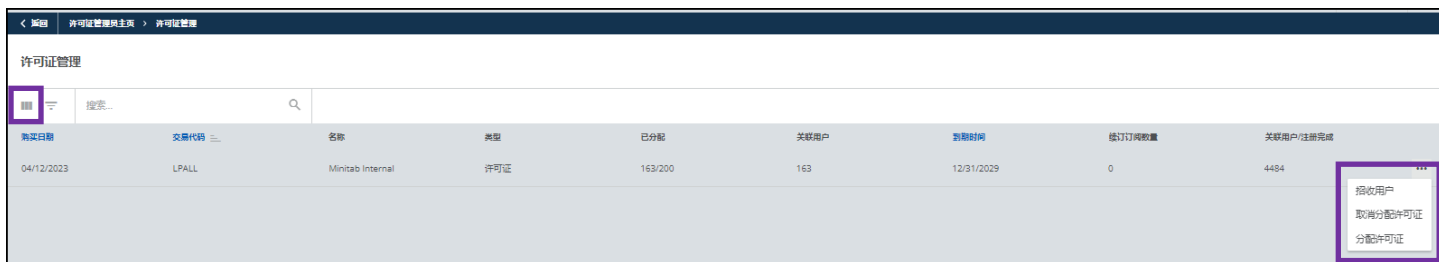 < 返回 许可证管理员主页 > 许可证管理
许可证管理
搜索...
购买日期 交易代码 名称 类型 已分配 关联用户 到期时间 续订订阅数量 关联用户/注册完成
04/12/2023 LPALL Minitab Internal 许可证 163/200 163 12/31/2029 0 4484 ...
招收用户
取消分配许可证
分配许可证